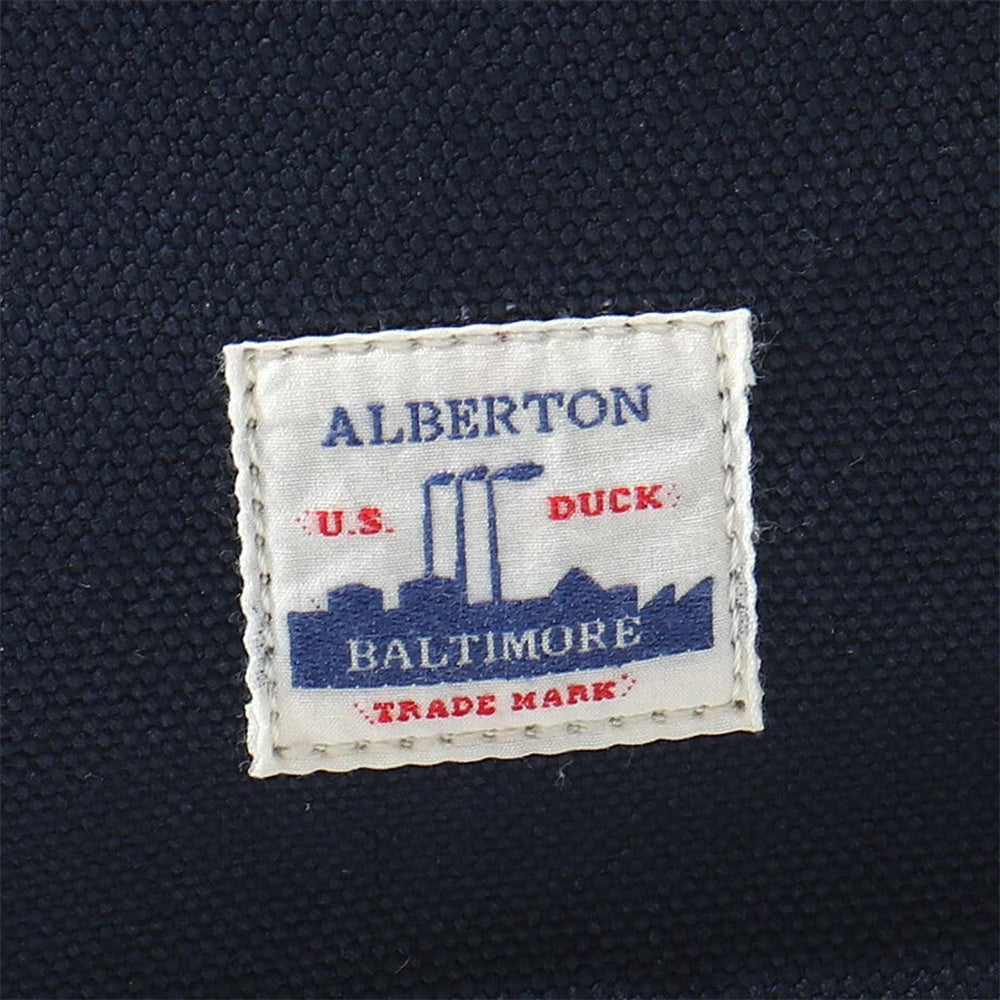 ALBERTON
U.S. DUCK
BALTIMORE
TRADE MARK